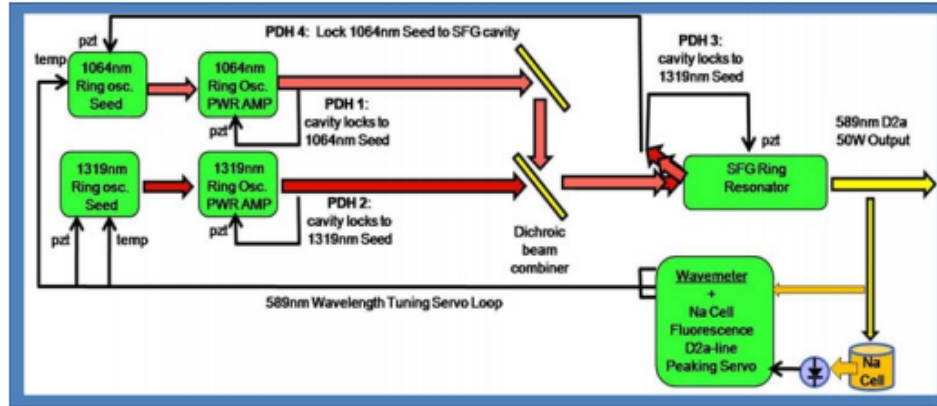 PDH 4: Lock 1064nm Seed to SFG cavity
PDH 3:
cavity locks to
1319nm Seed
pzt
temp
1064nm
Ring osc.
Seed
1064nm
Ring Osc.
PWR AMP
PDH 1:
cavity locks to
1064nm Seed
pzt
589nm D2a
50W Output
pzt
1319nm
Ring osc.
Seed
1319nm
Ring Osc.
PWR AMP
PDH 2:
cavity locks to
1319nm Seed
SFG Ring
Resonator
pzt
temp
pzt
Dichroic
beam
combiner
589nm Wavelength Tuning Servo Loop
Wavemeter
+
Na Cell
Fluorescence
D2a-line
Peaking Servo
Na
Cell